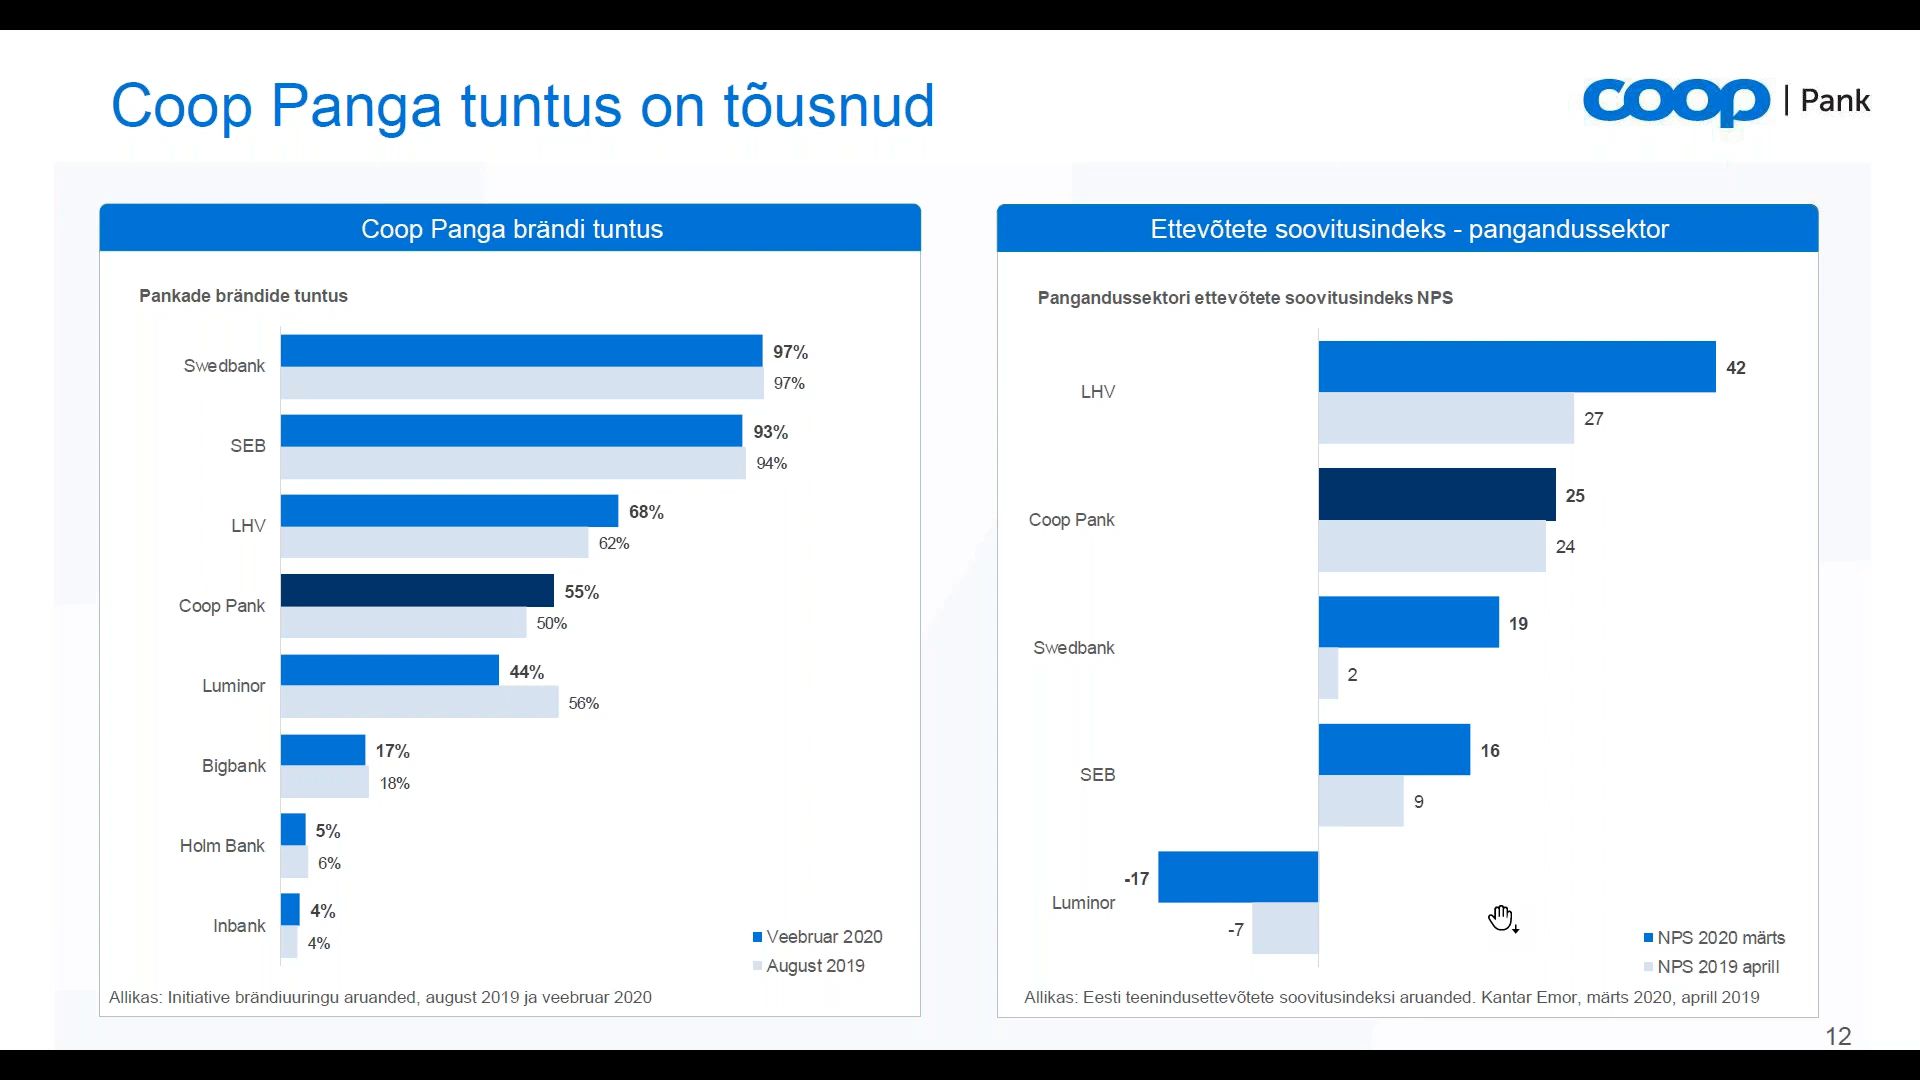 Coop Panga tuntus on tõusnud
coop | Pank
Coop Panga brändi tuntus
Pankade brändide tuntus
Swedbank
97%
97%
SEB
93%
94%
LHV
68%
62%
Coop Pank
55%
50%
Luminor
44%
56%
Bigbank
17%
18%
Holm Bank
5%
6%
Inbank
4%
4%
Veebruar 2020
August 2019
Allikas: Initiative brändiuuringu aruanded, august 2019 ja veebruar 2020
Ettevõtete soovitusindeks - pangandussektor
Pangandussektori ettevõtete soovitusindeks NPS
LHV
42
27
Coop Pank
25
24
Swedbank
19
2
SEB
16
9
Luminor
-17
-7
NPS 2020 märts
NPS 2019 aprill
Allikas: Eesti teenindusettevõtete soovitusindeksi aruanded. Kantar Emor, märts 2020, aprill 2019
12